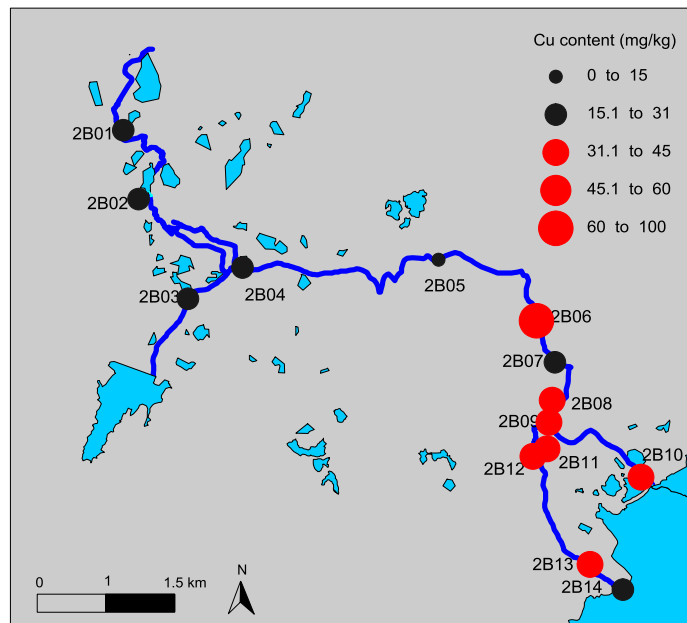 Cu content (mg/kg)
0 to 15
15.1 to 31
31.1 to 45
45.1 to 60
60 to 100
2B01
2B02
2B03
2B04
2B05
2B06
2B07
2B08
2B09
2B10
2B11
2B12
2B13
2B14
0 1 1.5 km
N